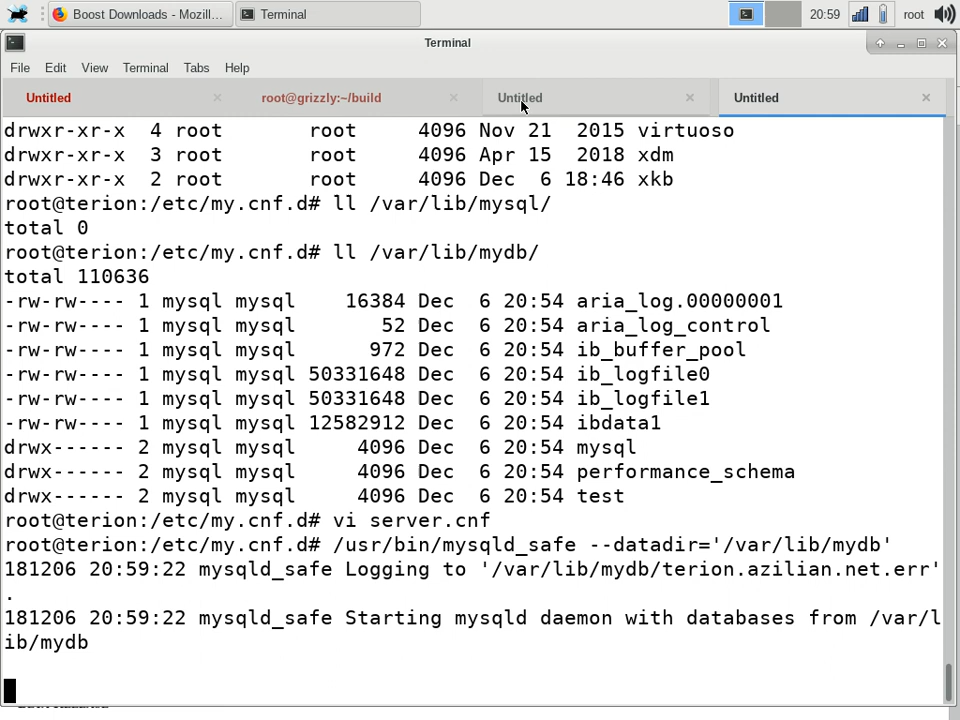 Boost Downloads - Mozill...
Terminal
20:59
root
Terminal
File Edit View Terminal Tabs Help
Untitled
root@grizzly:~/build
Untitled
Untitled
drwxr-xr-x  4 root       root       4096 Nov 21  2015 virtuoso
drwxr-xr-x  3 root       root       4096 Apr 15  2018 xdm
drwxr-xr-x  2 root       root       4096 Dec  6 18:46 xkb
root@terion:/etc/my.cnf.d# ll /var/lib/mysql/
total 0
root@terion:/etc/my.cnf.d# ll /var/lib/mydb/
total 110636
-rw-rw---- 1 mysql mysql    16384 Dec  6 20:54 aria_log.00000001
-rw-rw---- 1 mysql mysql       52 Dec  6 20:54 aria_log_control
-rw-rw---- 1 mysql mysql      972 Dec  6 20:54 ib_buffer_pool
-rw-rw---- 1 mysql mysql 50331648 Dec  6 20:54 ib_logfile0
-rw-rw---- 1 mysql mysql 50331648 Dec  6 20:54 ib_logfile1
-rw-rw---- 1 mysql mysql 12582912 Dec  6 20:54 ibdata1
drwx------ 2 mysql mysql     4096 Dec  6 20:54 mysql
drwx------ 2 mysql mysql     4096 Dec  6 20:54 performance_schema
drwx------ 2 mysql mysql     4096 Dec  6 20:54 test
root@terion:/etc/my.cnf.d# vi server.cnf
root@terion:/etc/my.cnf.d# /usr/bin/mysqld_safe --datadir='/var/lib/mydb'
181206 20:59:22 mysqld_safe Logging to '/var/lib/mydb/terion.azilian.net.err'
.
181206 20:59:22 mysqld_safe Starting mysqld daemon with databases from /var/l
ib/mydb